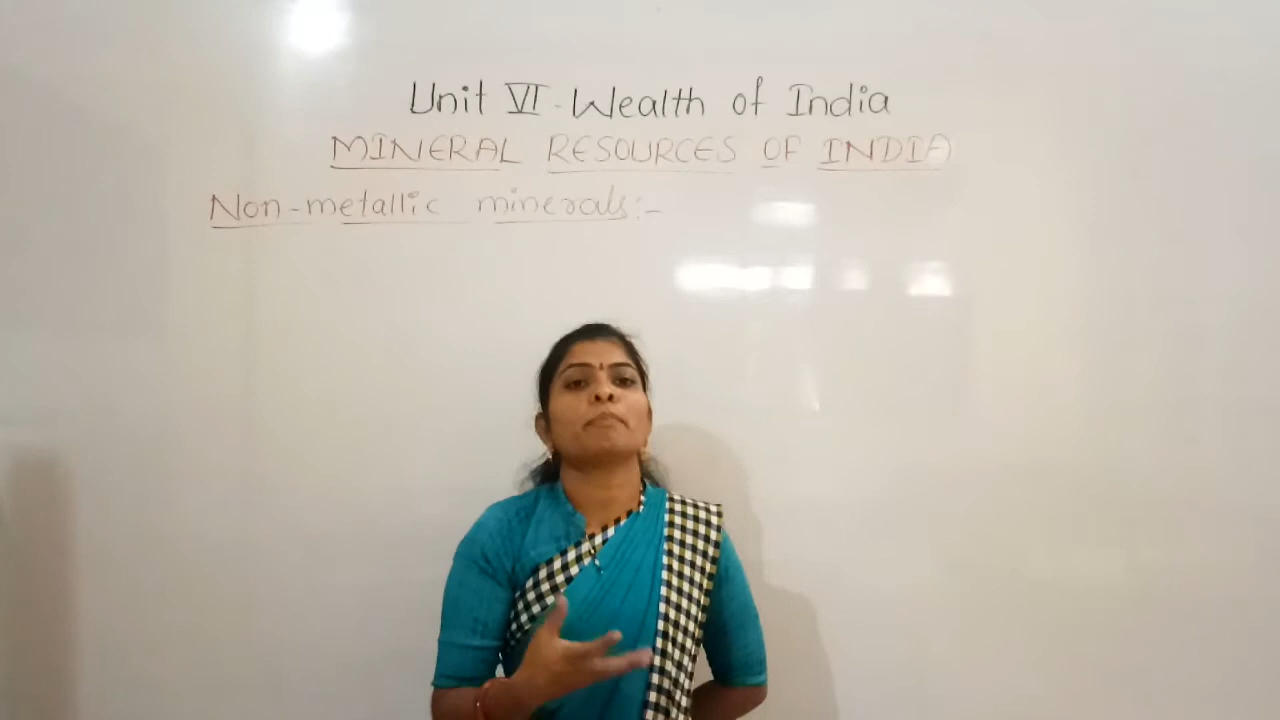 Unit VI - Wealth of India
MINERAL RESOURCES OF INDIA
Non-metallic minerals:-